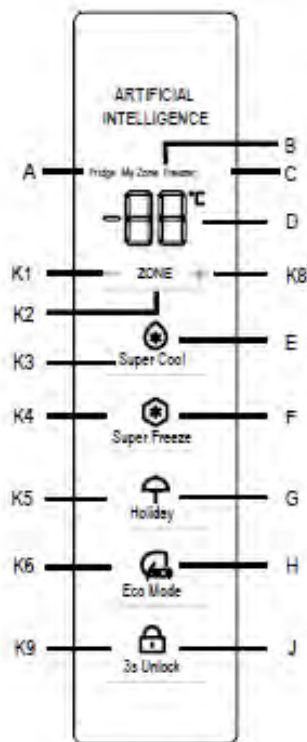 ARTIFICIAL
INTELLIGENCE
B
A Fridge My Zone Freezer C
-88°C
D
K1 − ZONE + K8
K2
E
K3 Super Cool
K4 F
Super Freeze
K5 G
Holiday
K6 H
Eco Mode
K9 J
3s Unlock